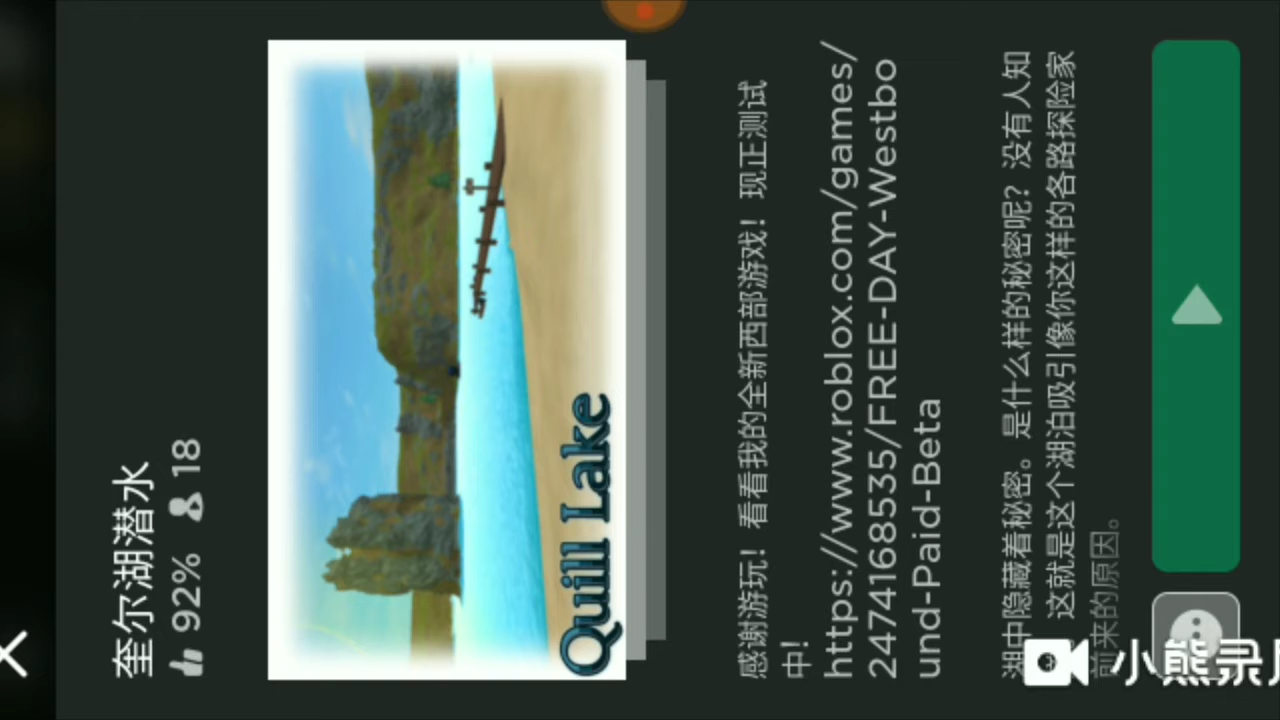 奎尔湖潜水
92% 18
Quill Lake
感谢游玩！看看我的全新西部游戏！现正测试
中！
https://www.roblox.com/games/
2474168535/FREE-DAY-Westbo
und-Paid-Beta
湖中隐藏着秘密。是什么样的秘密呢？没有人知
这就是这个湖泊吸引像你这样的各路探险家
前来的原因。
小熊录